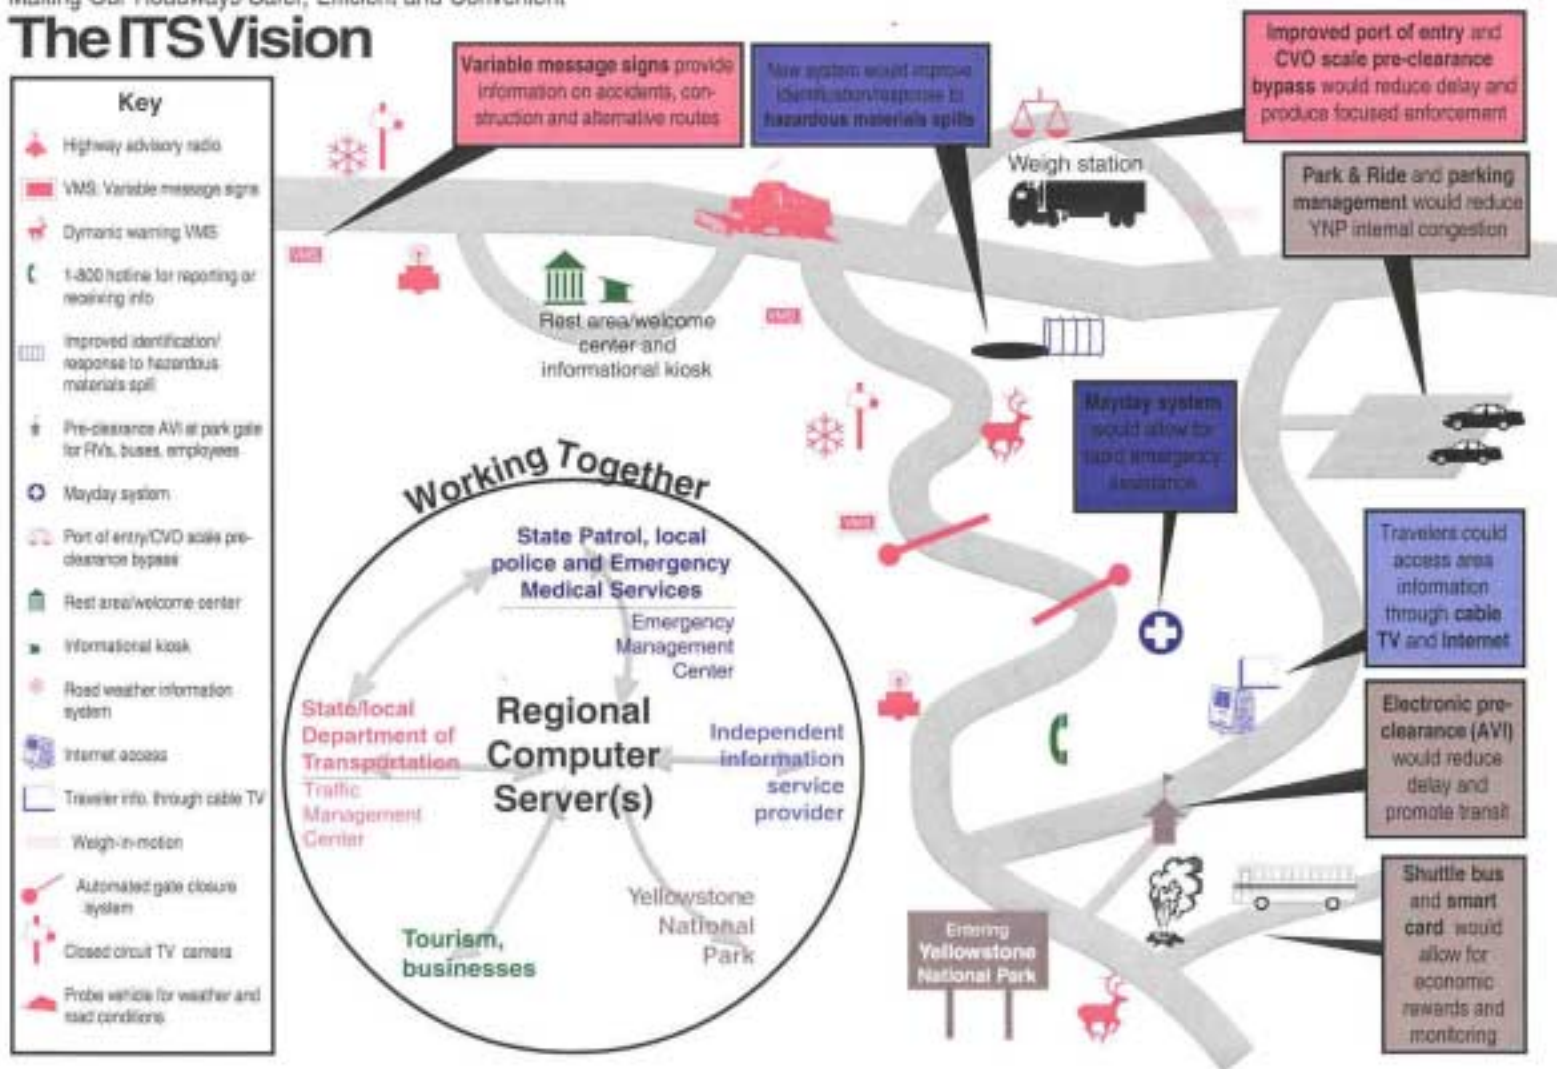 Making Our Roadways Safer, Efficient and Convenient
The ITS Vision
Key
Highway advisory radio
VMS: Variable message signs
Dymanic warning VMS
1-800 hotline for reporting or
receiving info
Improved identification/
response to hazardous
materials spill
Pre-clearance AVI at park gate
for RVs, buses, employees
Mayday system
Port of entry/CVO scale pre-
clearance bypass
Rest area/welcome center
Informational kiosk
Road weather information
system
Internet access
Traveler info. through cable TV
Weigh-in-motion
Automated gate closure
system
Closed circuit TV camera
Probe vehicle for weather and
road conditions
Variable message signs provide
information on accidents, con-
struction and alternative routes
New system would improve
identification/response to
hazardous materials spills
Improved port of entry and
CVO scale pre-clearance
bypass would reduce delay and
produce focused enforcement
Weigh station
Park & Ride and parking
management would reduce
YNP internal congestion
VMS
Rest area/welcome
center and
informational kiosk
VMS
Mayday system
would allow for
rapid emergency
assistance
VMS
Travelers could
access area
information
through cable
TV and Internet
Electronic pre-
clearance (AVI)
would reduce
delay and
promote transit
Shuttle bus
and smart
card would
allow for
economic
rewards and
monitoring
Entering
Yellowstone
National Park
Working Together
State Patrol, local
police and Emergency
Medical Services
Emergency
Management
Center
State/local
Department of
Transportation
Traffic
Management
Center
Regional
Computer
Server(s)
Independent
information
service
provider
Tourism,
businesses
Yellowstone
National
Park